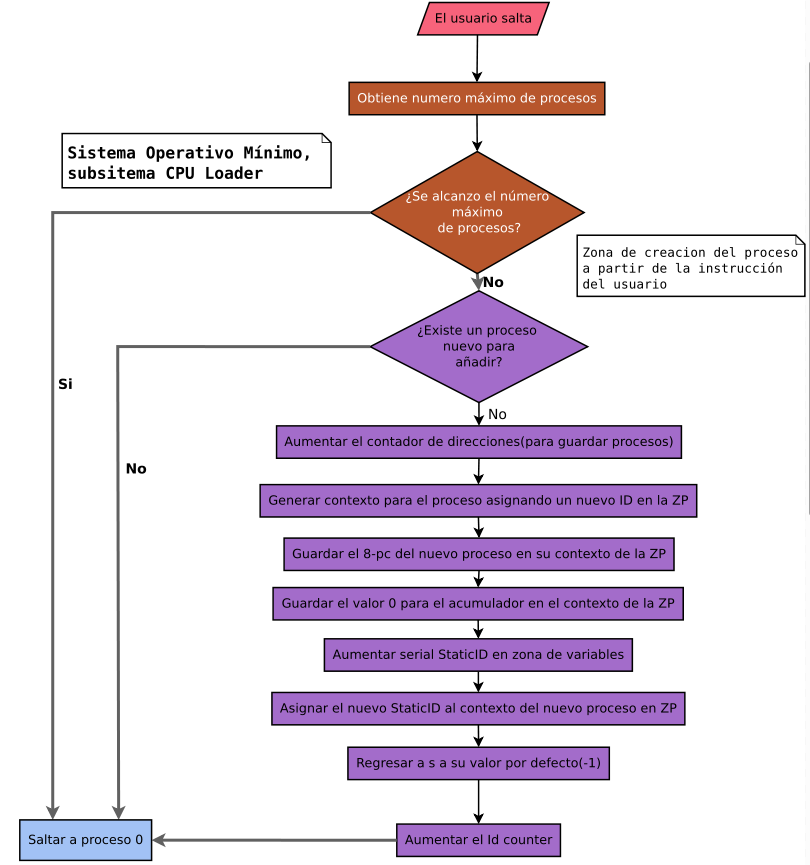 El usuario salta
Obtiene numero máximo de procesos
Sistema Operativo Mínimo,
subsitema CPU Loader
¿Se alcanzo el número
máximo
de procesos?
Zona de creacion del proceso
a partir de la instrucción
del usuario
No
¿Existe un proceso
nuevo para
añadir?
Si
No
Aumentar el contador de direcciones(para guardar procesos)
No
Generar contexto para el proceso asignando un nuevo ID en la ZP
Guardar el 8-pc del nuevo proceso en su contexto de la ZP
Guardar el valor 0 para el acumulador en el contexto de la ZP
Aumentar serial StaticID en zona de variables
Asignar el nuevo StaticID al contexto del nuevo proceso en ZP
Regresar a s a su valor por defecto(-1)
Saltar a proceso 0
Aumentar el Id counter